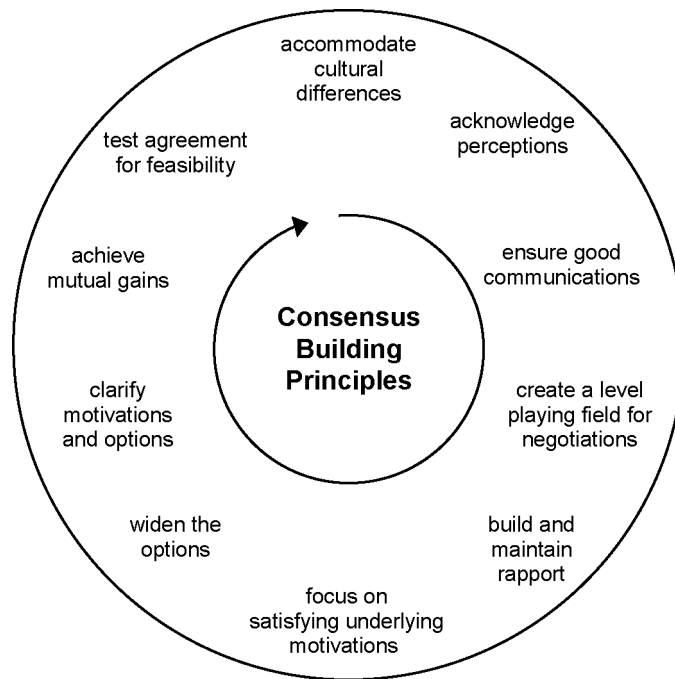 accommodate
cultural
differences
acknowledge
perceptions
ensure good
communications
create a level
playing field for
negotiations
build and
maintain
rapport
focus on
satisfying underlying
motivations
widen the
options
clarify
motivations
and options
achieve
mutual gains
test agreement
for feasibility
Consensus
Building
Principles